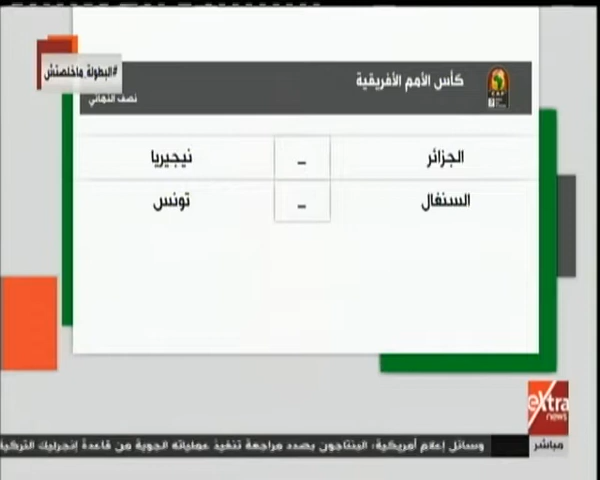 #البطولة_ماخلصتش
كأس الأمم الأفريقية
نصف النهائي
الجزائر - نيجيريا
السنغال - تونس
extra
news
مباشر
وسائل إعلام أمريكية: البنتاجون بصدد مراجعة تنفيذ عملياته الجوية من قاعدة إنجرليك التركية